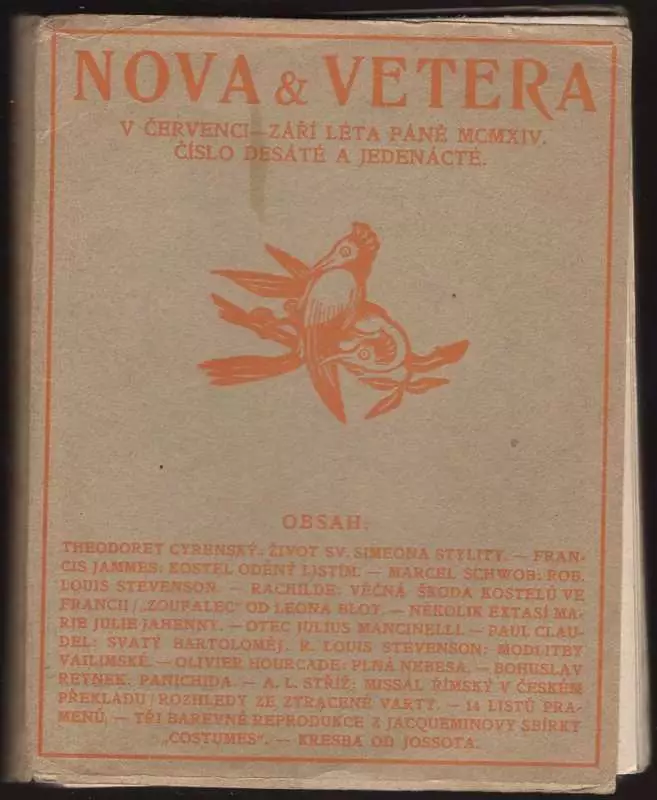 NOVA & VETERA
V ČERVENCI—ZÁŘÍ LÉTA PÁNĚ MCMXIV.
ČÍSLO DESÁTÉ A JEDENÁCTÉ.
OBSAH:
THEODORET CYRENSKÝ: ŽIVOT SV. SIMEONA STYLITY. — FRAN-
CIS JAMMES: KOSTEL ODĚNÝ LISTÍM. — MARCEL SCHWOB: ROB.
LOUIS STEVENSON. — RACHILDE: VĚČNÁ ŠKODA KOSTELŮ VE
FRANCII / „ZOUFALEC“ OD LEONA BLOY. — NĚKOLIK EXTASÍ MA-
RIE JULIE JAHENNY. — OTEC JULIUS MANCINELLI. — PAUL CLAU-
DEL: SVATÝ BARTOLOMĚJ. R. LOUIS STEVENSON: MODLITBY
VAILIMSKÉ. — OLIVIER HOURCADE: PLNÁ NEBESA. — BOHUSLAV
REYNEK: PANICHIDA. — A. L. STŘÍŽ: MISSÁL ŘÍMSKÝ V ČESKÉM
PŘEKLADU / ROZHLEDY ZE ZTRACENÉ VARTY. — 14 LISTŮ PRA-
MENŮ — TŘI BAREVNÉ REPRODUKCE Z JACQUEMINOVY SBÍRKY
„COSTUMES“. — KRESBA OD JOSSOTA.